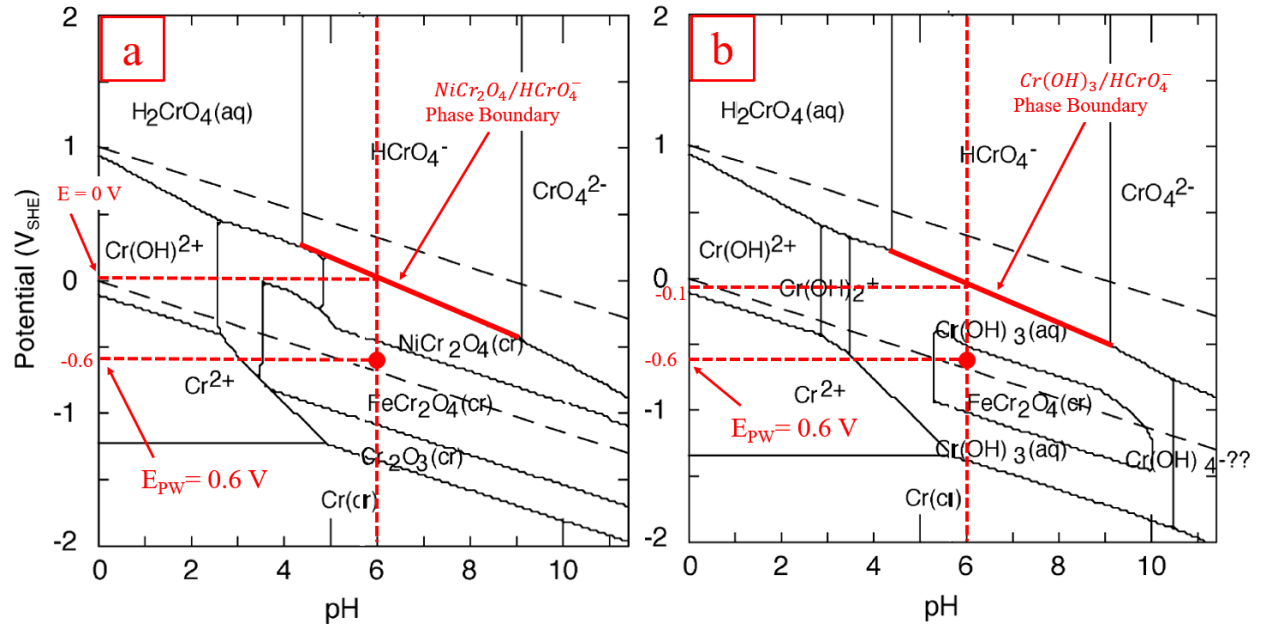 a
2
1
0
-1
-2
Potential (V_SHE)
E = 0 V
-0.6
H₂CrO₄(aq)
NiCr₂O₄/HCrO₄⁻
Phase Boundary
HCrO₄⁻
CrO₄²⁻
Cr(OH)²⁺
NiCr₂O₄(cr)
Cr²⁺
FeCr₂O₄(cr)
Cr₂O₃(cr)
E_PW= 0.6 V
Cr(cr)
0 2 4 6 8 10
pH
b
2
1
0
-0.1
-0.6
-1
-2
H₂CrO₄(aq)
Cr(OH)₃/HCrO₄⁻
Phase Boundary
HCrO₄⁻
CrO₄²⁻
Cr(OH)²⁺
Cr(OH)₂⁺
Cr(OH)₃(aq)
Cr²⁺
FeCr₂O₄(cr)
E_PW= 0.6 V
Cr(OH)₃(aq)
Cr(OH)₄-??
Cr(cr)
0 2 4 6 8 10
pH